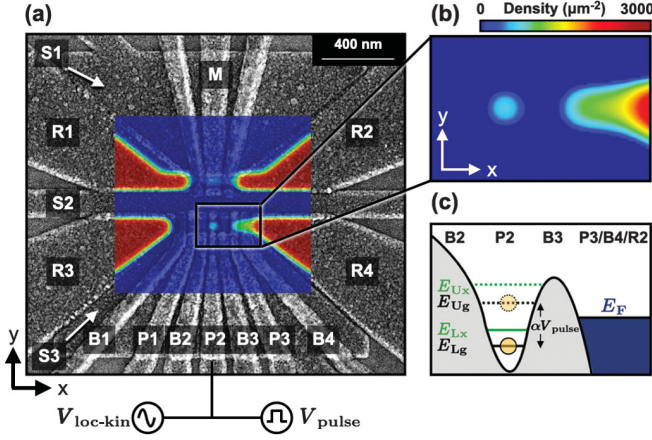 (a)
S1
M
400 nm
R1
R2
S2
R3
R4
S3
B1 P1 B2 P2 B3 P3 B4
y
x
V_loc-kin
V_pulse
(b)
0 Density (μm⁻²) 3000
y
x
(c)
B2 P2 B3 P3/B4/R2
E_Ux
E_Ug
E_F
E_Lx
αV_pulse
E_Lg